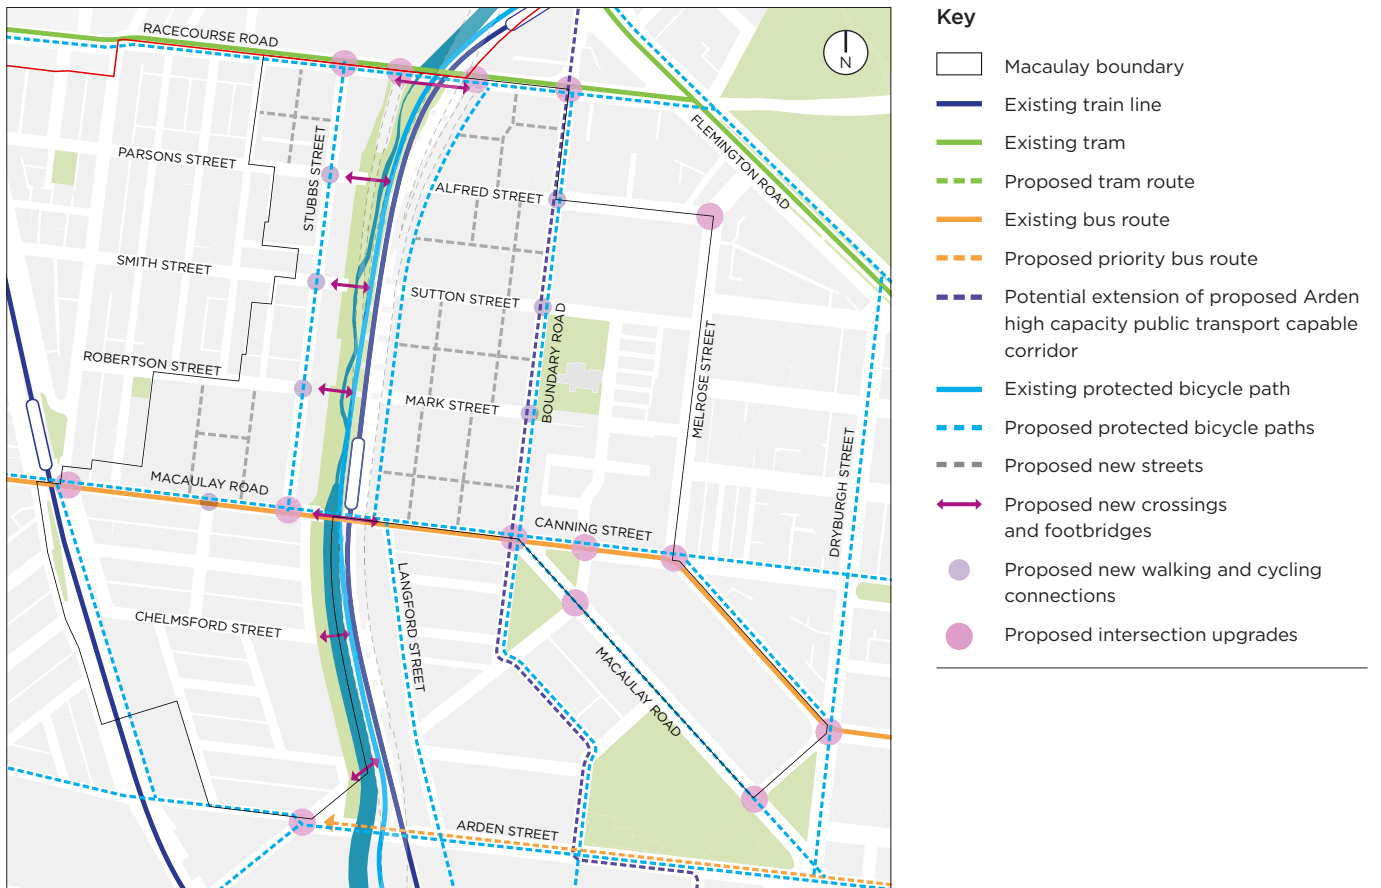 RACECOURSE ROAD
N
PARSONS STREET
STUBBS STREET
ALFRED STREET
FLEMINGTON ROAD
SMITH STREET
SUTTON STREET
BOUNDARY ROAD
MELROSE STREET
ROBERTSON STREET
MARK STREET
DRYBURGH STREET
MACAULAY ROAD
CANNING STREET
LANGFORD STREET
CHELMSFORD STREET
MACAULAY ROAD
ARDEN STREET
Key
Macaulay boundary
Existing train line
Existing tram
Proposed tram route
Existing bus route
Proposed priority bus route
Potential extension of proposed Arden
high capacity public transport capable
corridor
Existing protected bicycle path
Proposed protected bicycle paths
Proposed new streets
Proposed new crossings
and footbridges
Proposed new walking and cycling
connections
Proposed intersection upgrades